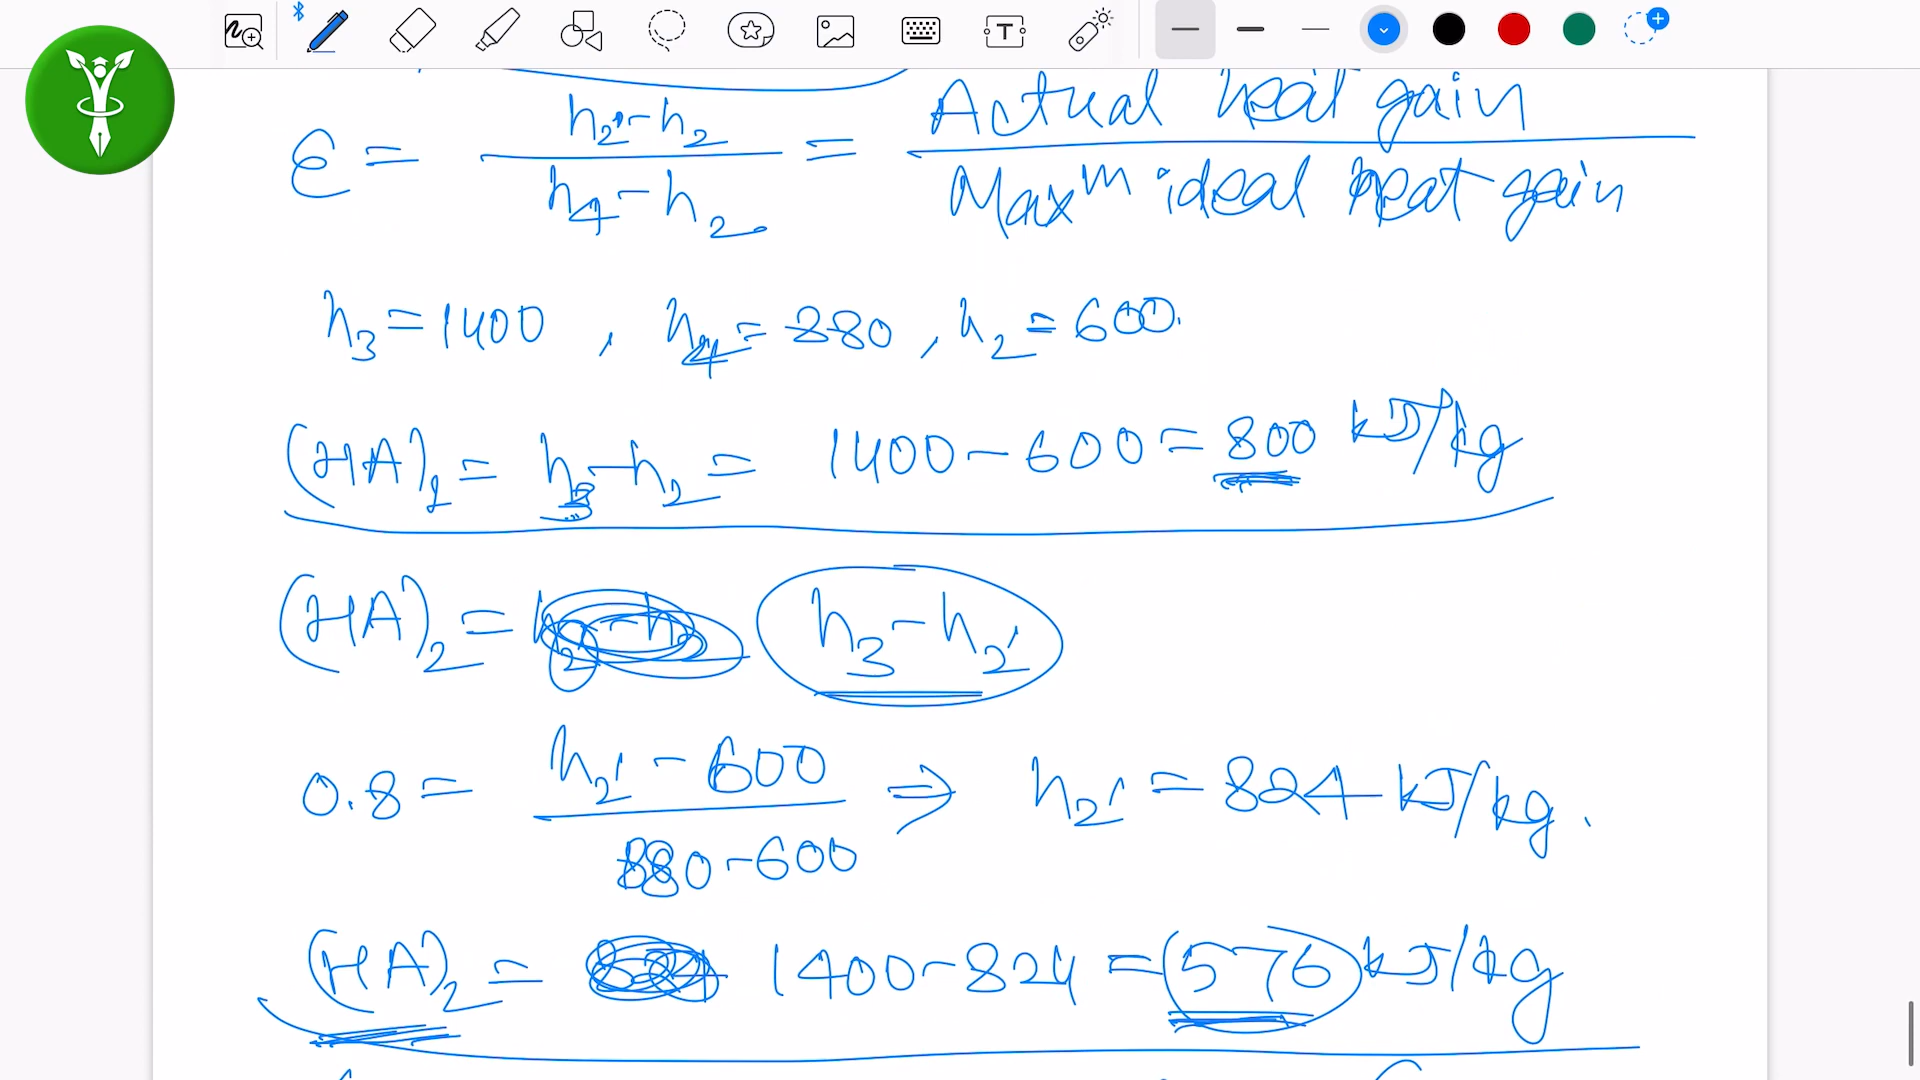 ε = h2' - h2 / h4 - h2 = Actual heat gain / Maxm ideal heat gain
h3 = 1400 , h4 = 880 , h2 = 600.
(HA)1 = h3 - h2 = 1400 - 600 = 800 kJ/kg
(HA)2 = h3 - h2'
0.8 = h2' - 600 / 880 - 600 ⇒ h2' = 824 kJ/kg.
(HA)2 = 1400 - 824 = 576 kJ/kg